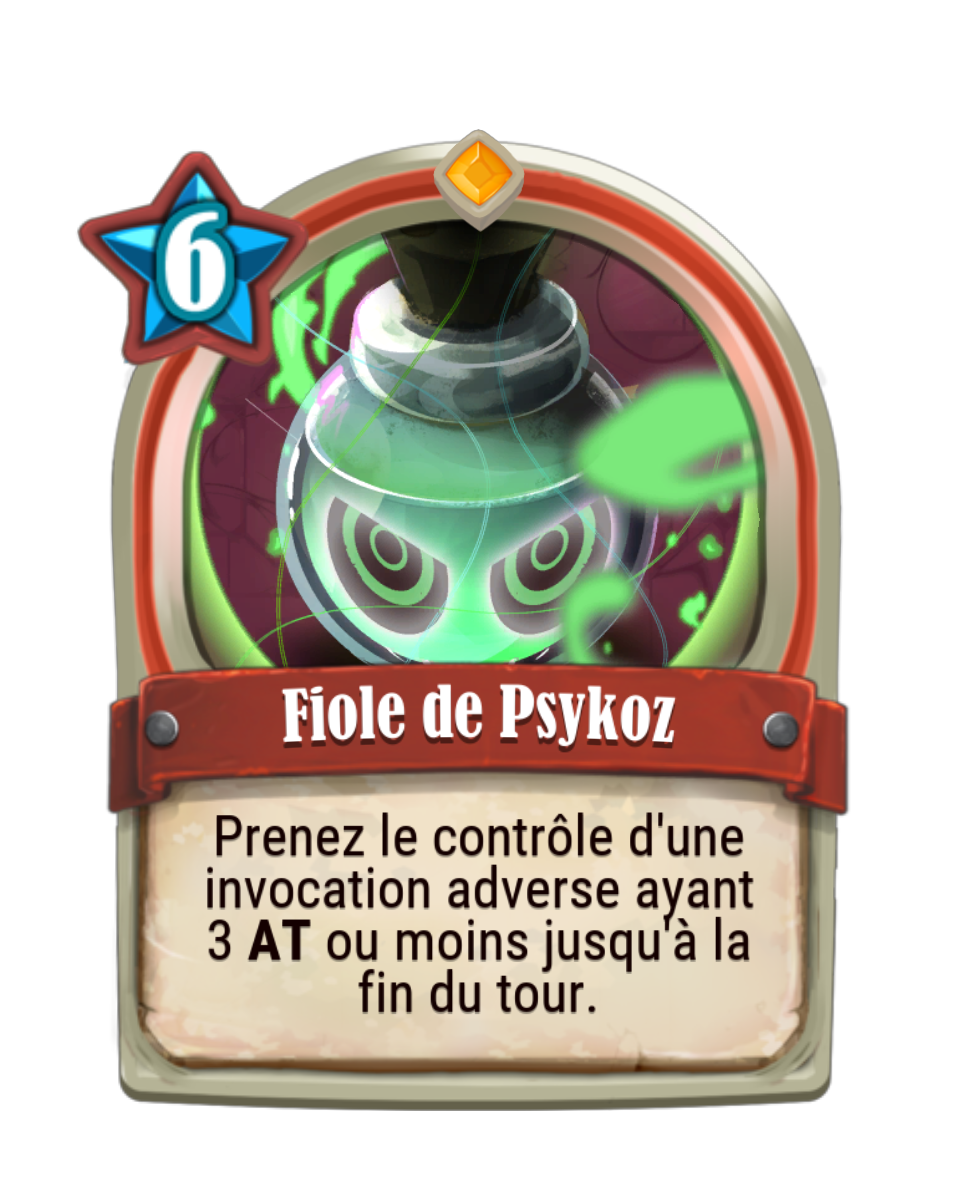 6
Fiole de Psykoz
Prenez le contrôle d'une
invocation adverse ayant
3 AT ou moins jusqu'à la
fin du tour.